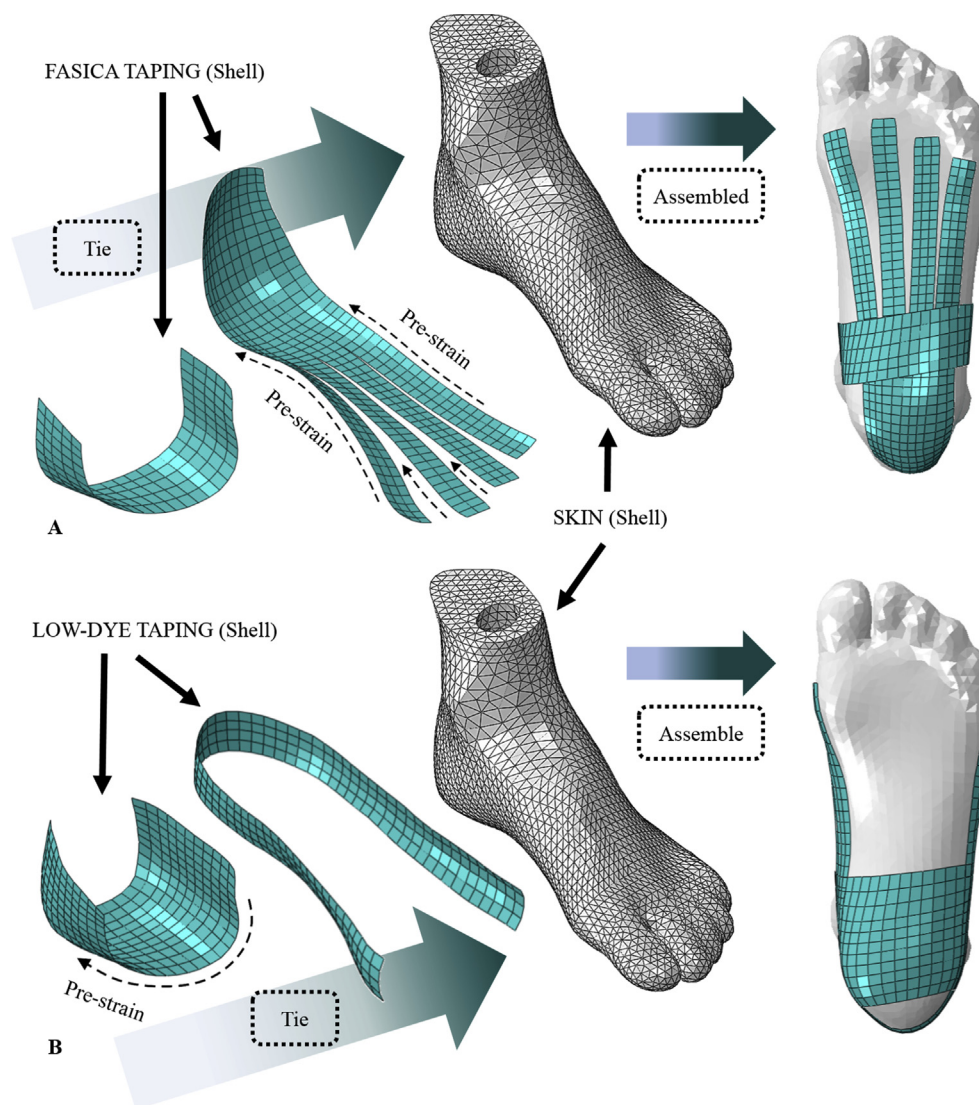 FASICA TAPING (Shell)
Tie
Assembled
Pre-strain
Pre-strain
A
SKIN (Shell)
LOW-DYE TAPING (Shell)
Assemble
Pre-strain
Tie
B